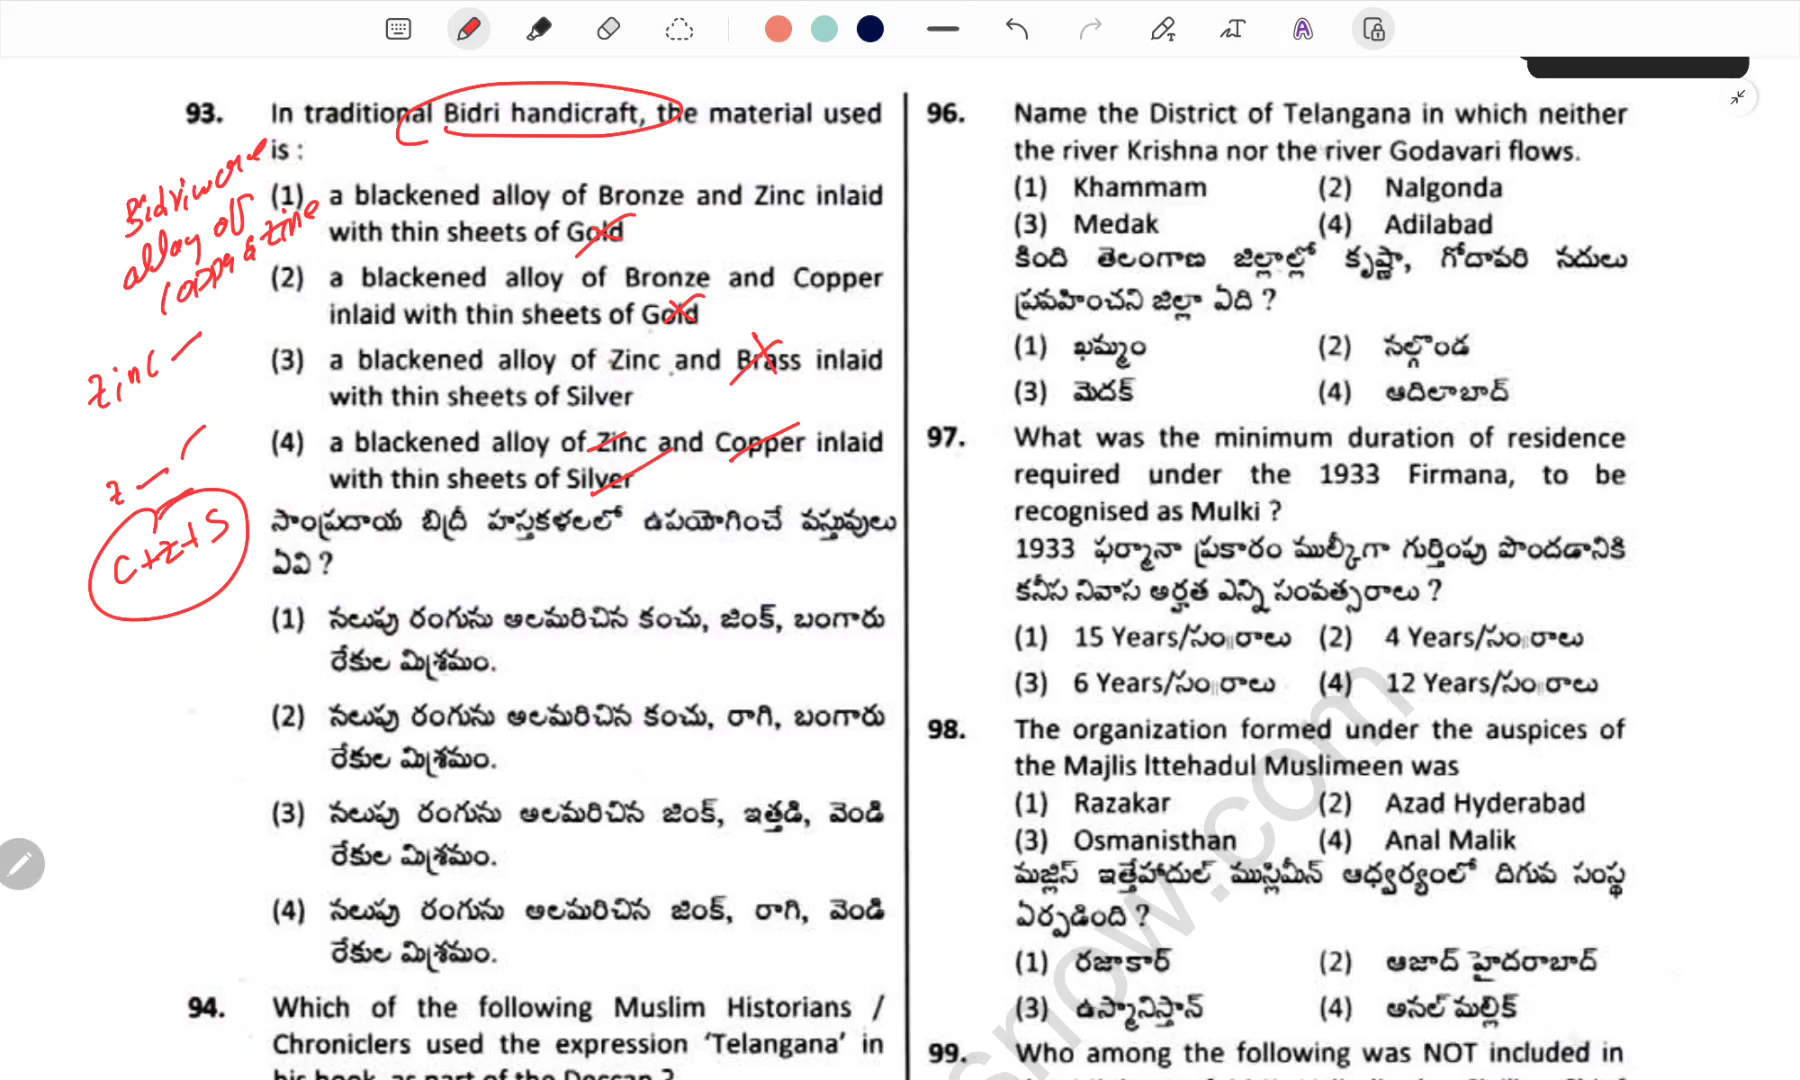 93. In traditional Bidri handicraft, the material used
is :
(1) a blackened alloy of Bronze and Zinc inlaid
with thin sheets of Gold
(2) a blackened alloy of Bronze and Copper
inlaid with thin sheets of Gold
(3) a blackened alloy of Zinc and Brass inlaid
with thin sheets of Silver
(4) a blackened alloy of Zinc and Copper inlaid
with thin sheets of Silver
సాంప్రదాయ బిద్రీ హస్తకళలలో ఉపయోగించే వస్తువులు
ఏవి ?
(1) నలుపు రంగును అలమరిచిన కంచు, జింక్, బంగారు
రేకుల మిశ్రమం.
(2) నలుపు రంగును అలమరిచిన కంచు, రాగి, బంగారు
రేకుల మిశ్రమం.
(3) నలుపు రంగును అలమరిచిన జింక్, ఇత్తడి, వెండి
రేకుల మిశ్రమం.
(4) నలుపు రంగును అలమరిచిన జింక్, రాగి, వెండి
రేకుల మిశ్రమం.
94. Which of the following Muslim Historians /
Chroniclers used the expression 'Telangana' in
his book, as part of the Deccan ?
alloy of
zinc
zinc
z
C+z+S
96. Name the District of Telangana in which neither
the river Krishna nor the river Godavari flows.
(1) Khammam (2) Nalgonda
(3) Medak (4) Adilabad
కింది తెలంగాణ జిల్లాల్లో కృష్ణా, గోదావరి నదులు
ప్రవహించని జిల్లా ఏది ?
(1) ఖమ్మం (2) నల్గొండ
(3) మెదక్ (4) ఆదిలాబాద్
97. What was the minimum duration of residence
required under the 1933 Firmana, to be
recognised as Mulki ?
1933 ఫర్మానా ప్రకారం ముల్కీగా గుర్తింపు పొందడానికి
కనీస నివాస అర్హత ఎన్ని సంవత్సరాలు ?
(1) 15 Years/సం||రాలు (2) 4 Years/సం||రాలు
(3) 6 Years/సం||రాలు (4) 12 Years/సం||రాలు
98. The organization formed under the auspices of
the Majlis Ittehadul Muslimeen was
(1) Razakar (2) Azad Hyderabad
(3) Osmanisthan (4) Anal Malik
మజ్లిస్ ఇత్తేహాదుల్ ముస్లిమీన్ ఆధ్వర్యంలో దిగువ సంస్థ
ఏర్పడింది ?
(1) రజాకార్ (2) ఆజాద్ హైదరాబాద్
(3) ఉస్మానిస్తాన్ (4) అనల్ మల్లిక్
99. Who among the following was NOT included in
snow.com